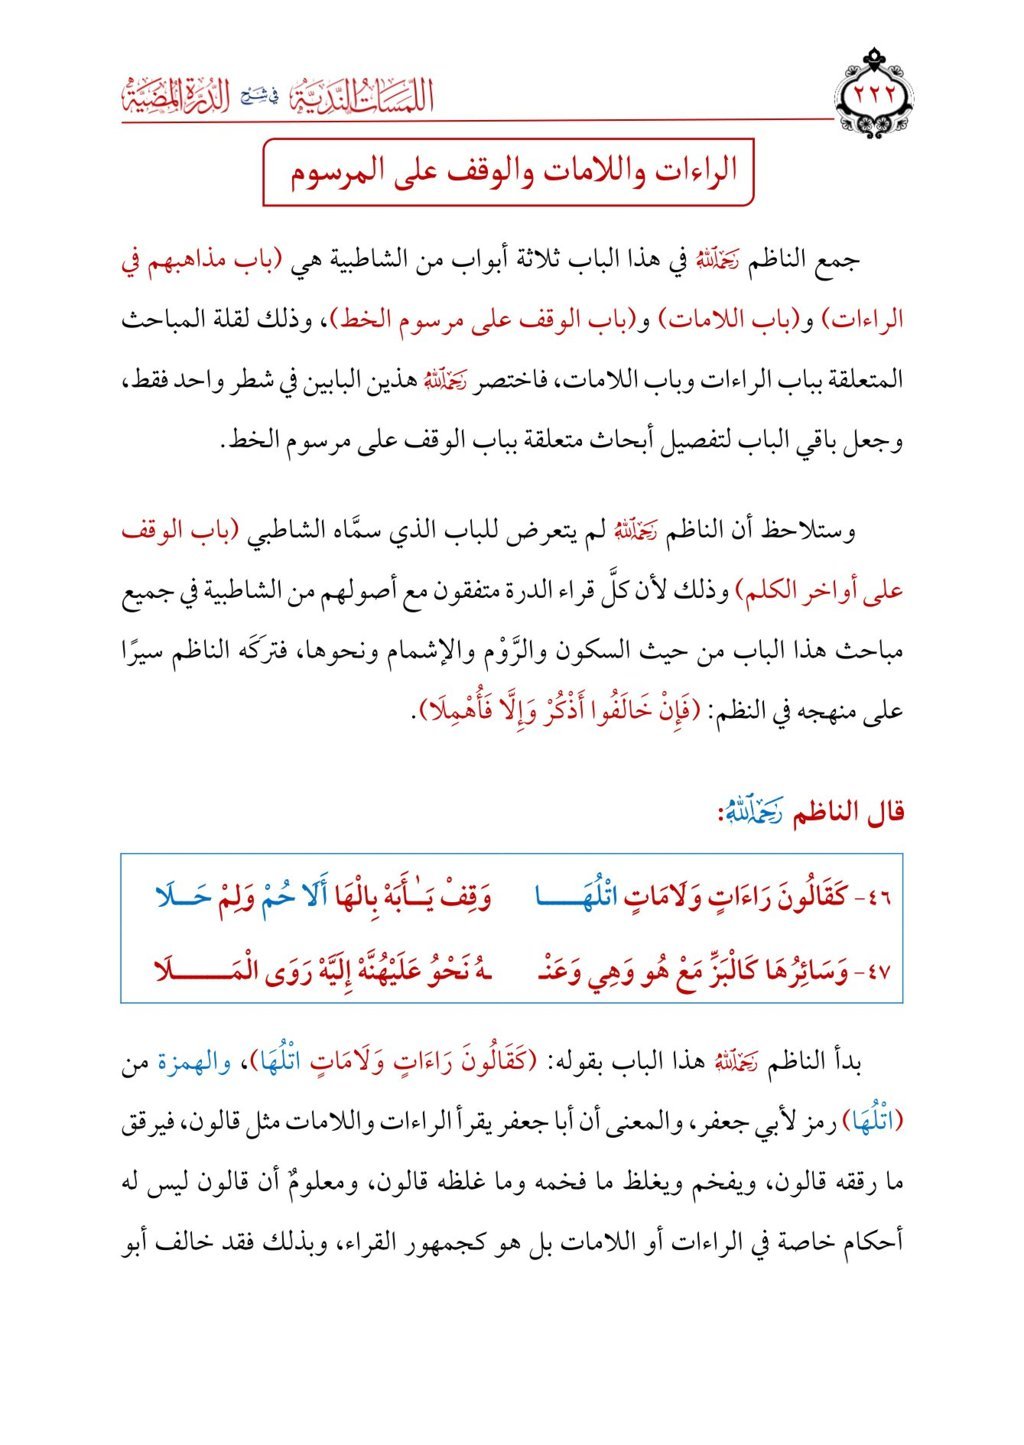 اللمسات الندية في شرح الدرة المضية
٢٢٢
الراءات واللامات والوقف على المرسوم
جمع الناظم رَحِمَهُ ٱللَّهُ في هذا الباب ثلاثة أبواب من الشاطبية هي (باب مذاهبهم في
الراءات) و(باب اللامات) و(باب الوقف على مرسوم الخط)، وذلك لقلة المباحث
المتعلقة بباب الراءات وباب اللامات، فاختصر رَحِمَهُ ٱللَّهُ هذين البابين في شطر واحد فقط،
وجعل باقي الباب لتفصيل أبحاث متعلقة بباب الوقف على مرسوم الخط.
وستلاحظ أن الناظم رَحِمَهُ ٱللَّهُ لم يتعرض للباب الذي سمَّاه الشاطبي (باب الوقف
على أواخر الكلم) وذلك لأن كلَّ قراء الدرة متفقون مع أصولهم من الشاطبية في جميع
مباحث هذا الباب من حيث السكون والرَّوْم والإشمام ونحوها، فتركَه الناظم سيرًا
على منهجه في النظم: (فَإِنْ خَالَفُوا أَذْكُرْ وَإِلَّا فَأُهْمِلَا).
قال الناظم رَحِمَهُ ٱللَّهُ:
٤٦- كَقَالُونَ رَاءَاتٍ وَلَامَاتٍ اتْلُهَــــا وَقِفْ يَـٰأَبَهْ بِالْهَا أَلَا حُمْ وَلِمْ حَــلَا
٤٧- وَسَائِرُهَا كَالْبَزِّ مَعْ هُو وَهِي وَعَنْـ ـهُ نَحْوُ عَلَيْهُنَّهْ إِلَيَّهْ رَوَى الْمَــــلَا
بدأ الناظم رَحِمَهُ ٱللَّهُ هذا الباب بقوله: (كَقَالُونَ رَاءَاتٍ وَلَامَاتٍ اتْلُهَا)، والهمزة من
(اتْلُهَا) رمز لأبي جعفر، والمعنى أن أبا جعفر يقرأ الراءات واللامات مثل قالون، فيرقق
ما رققه قالون، ويفخم ويغلظ ما فخمه وما غلظه قالون، ومعلومٌ أن قالون ليس له
أحكام خاصة في الراءات أو اللامات بل هو كجمهور القراء، وبذلك فقد خالف أبو